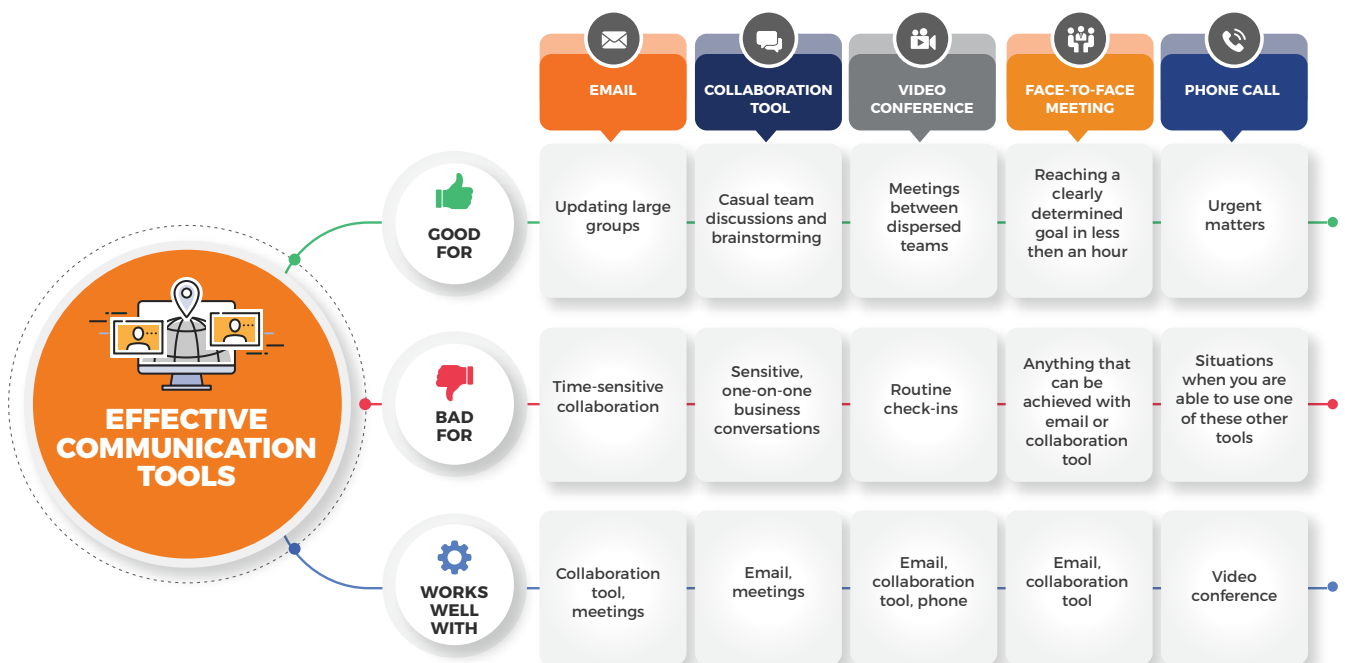 EMAIL
COLLABORATION
TOOL
VIDEO
CONFERENCE
FACE-TO-FACE
MEETING
PHONE CALL
GOOD
FOR
Updating large
groups
Casual team
discussions and
brainstorming
Meetings
between
dispersed
teams
Reaching a
clearly
determined
goal in less
then an hour
Urgent
matters
EFFECTIVE
COMMUNICATION
TOOLS
BAD
FOR
Time-sensitive
collaboration
Sensitive,
one-on-one
business
conversations
Routine
check-ins
Anything that
can be
achieved with
email or
collaboration
tool
Situations
when you are
able to use one
of these other
tools
WORKS
WELL
WITH
Collaboration
tool,
meetings
Email,
meetings
Email,
collaboration
tool, phone
Email,
collaboration
tool
Video
conference